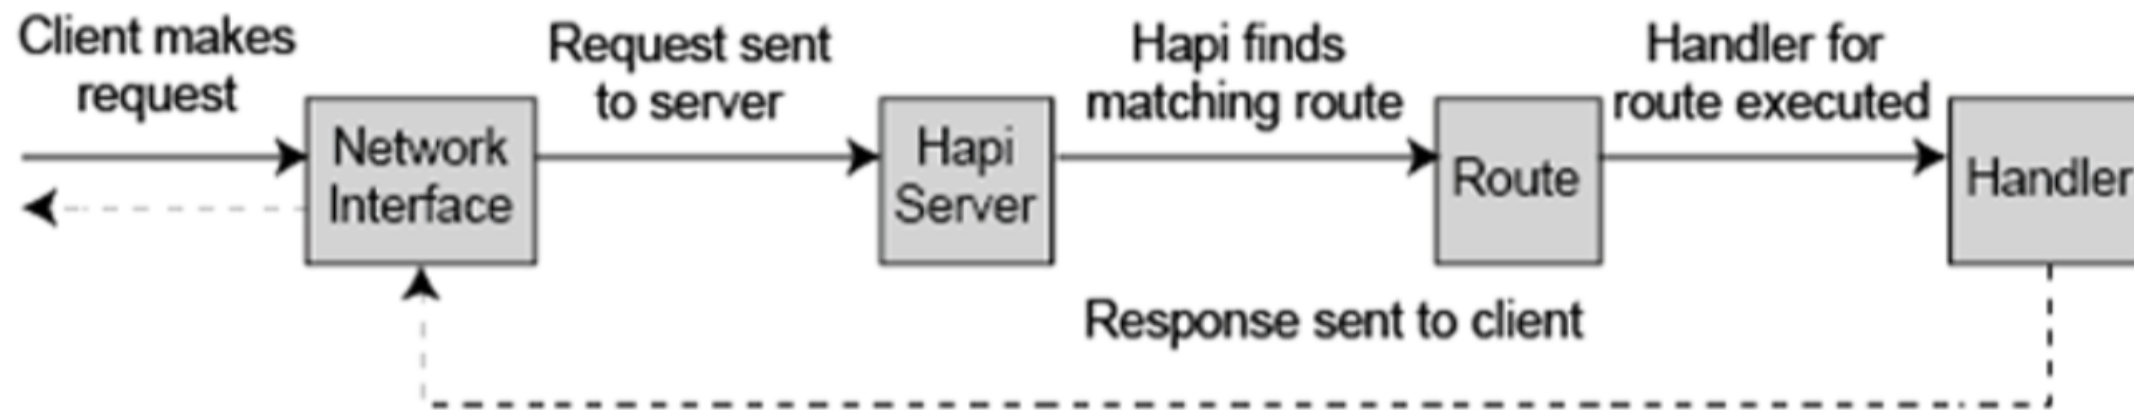 Client makes
request
Request sent
to server
Hapi finds
matching route
Handler for
route executed
Network
Interface
Hapi
Server
Route
Handler
Response sent to client